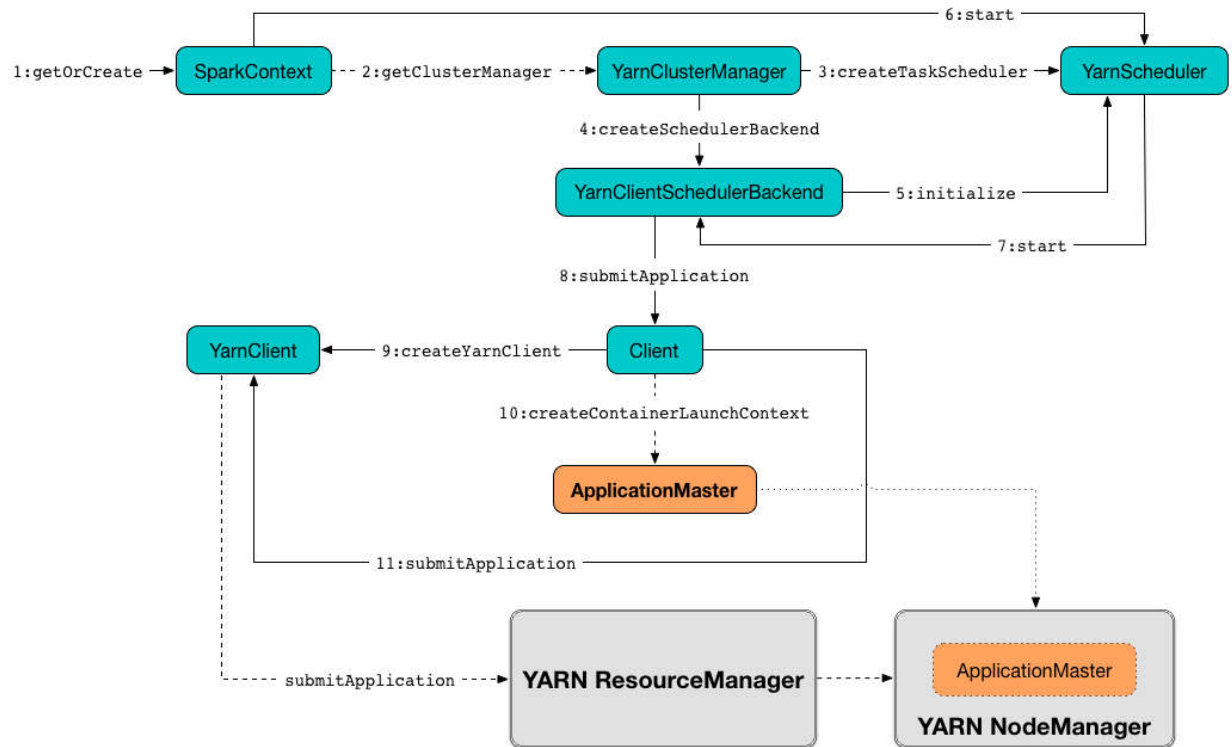 6:start
1:getOrCreate
SparkContext
2:getClusterManager
YarnClusterManager
3:createTaskScheduler
YarnScheduler
4:createSchedulerBackend
YarnClientSchedulerBackend
5:initialize
7:start
8:submitApplication
YarnClient
9:createYarnClient
Client
10:createContainerLaunchContext
ApplicationMaster
11:submitApplication
submitApplication
YARN ResourceManager
ApplicationMaster
YARN NodeManager